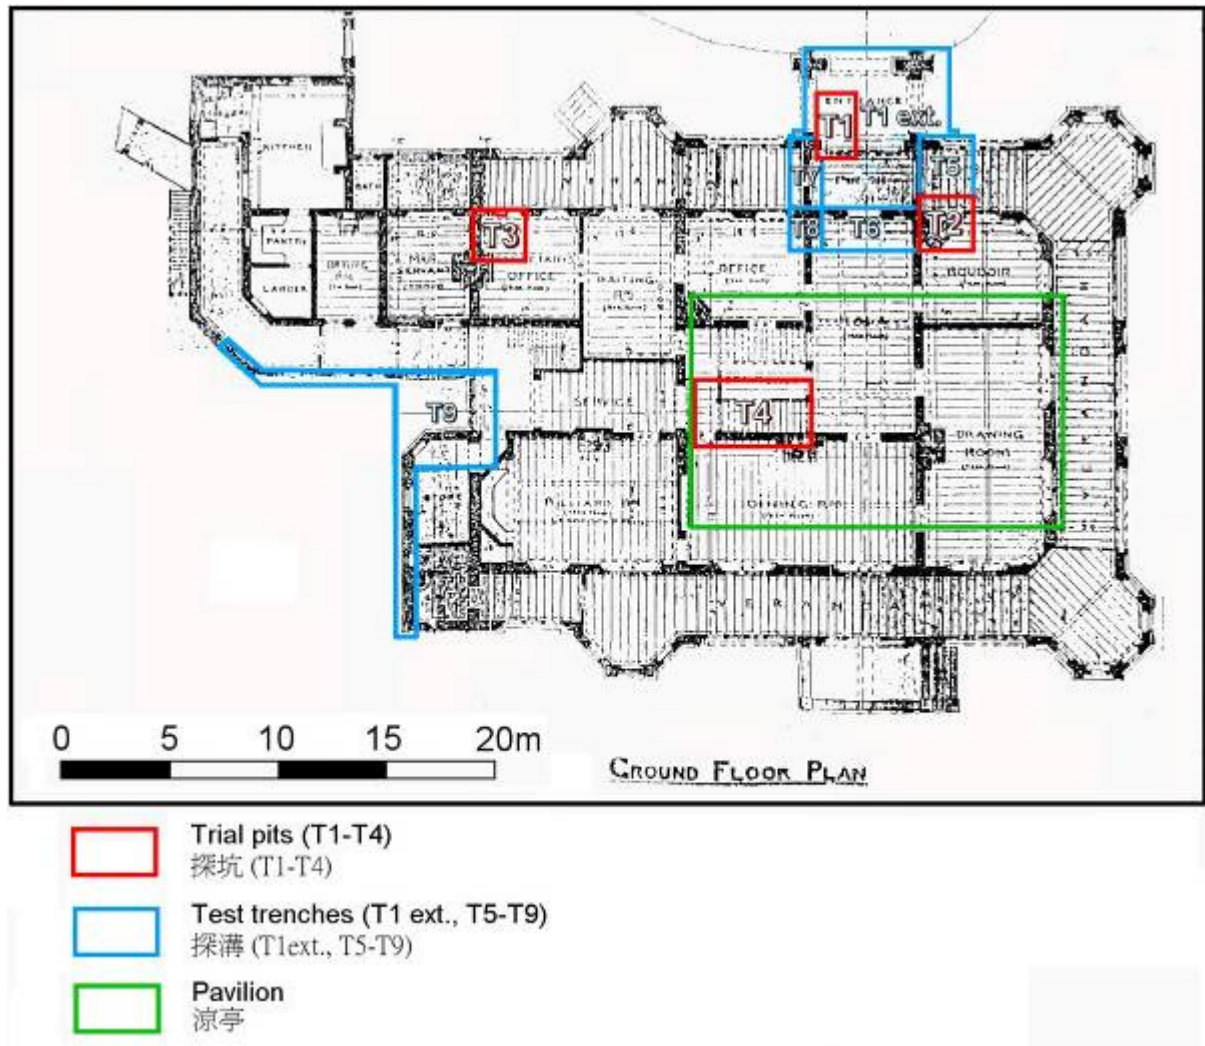 ENTRANCE
T1 T1 ext.
KITCHEN
T7
T5
BATH
T3
T8
T6
T2
PANTRY
SERVANT
OFFICE
WAITING
OFFICE
BOUDOIR
LARDER
T9
SERVICE
T4
DRAWING
ROOM
STORE
BILLIARD RM
DINING RM
VERANDAH
0 5 10 15 20m
GROUND FLOOR PLAN
Trial pits (T1-T4)
探坑 (T1-T4)
Test trenches (T1 ext., T5-T9)
探溝 (T1ext., T5-T9)
Pavilion
涼亭